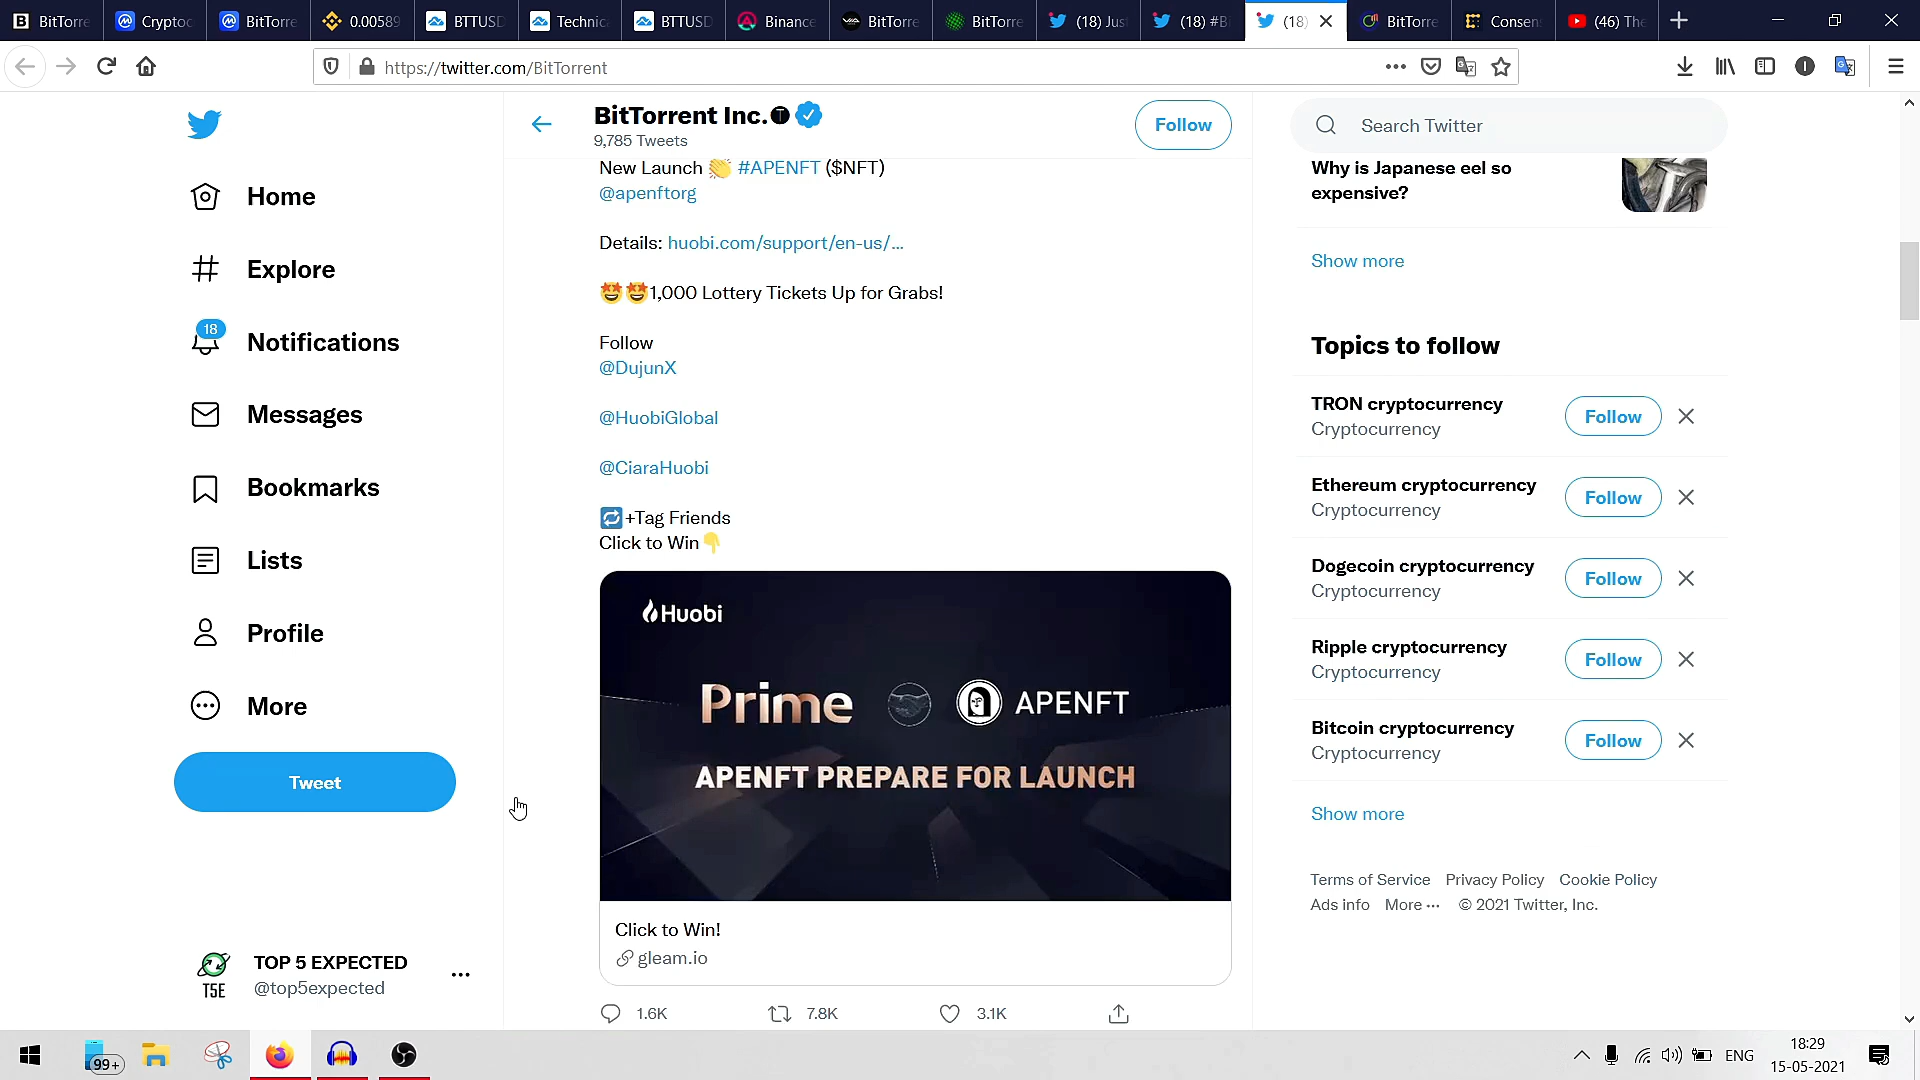 BitTorre
Cryptoc
BitTorre
0.00589
BTTUSD
Technica
BTTUSD
Binance
BitTorre
BitTorre
(18) Jus
(18) #B
(18)
BitTorre
Consen
(46) The
https://twitter.com/BitTorrent
BitTorrent Inc.
9,785 Tweets
Follow
Search Twitter
Home
Explore
18
Notifications
Messages
Bookmarks
Lists
Profile
More
Tweet
TOP 5 EXPECTED
@top5expected
T5E
New Launch 👏 #APENFT ($NFT)
@apenftorg
Details: huobi.com/support/en-us/...
🤩🤩1,000 Lottery Tickets Up for Grabs!
Follow
@DujunX
@HuobiGlobal
@CiaraHuobi
🔁+Tag Friends
Click to Win👇
Huobi
Prime APENFT
APENFT PREPARE FOR LAUNCH
Click to Win!
gleam.io
1.6K 7.8K 3.1K
Why is Japanese eel so
expensive?
Show more
Topics to follow
TRON cryptocurrency
Cryptocurrency
Follow
Ethereum cryptocurrency
Cryptocurrency
Follow
Dogecoin cryptocurrency
Cryptocurrency
Follow
Ripple cryptocurrency
Cryptocurrency
Follow
Bitcoin cryptocurrency
Cryptocurrency
Follow
Show more
Terms of Service Privacy Policy Cookie Policy
Ads info More ··· © 2021 Twitter, Inc.
99+
ENG
18:29
15-05-2021